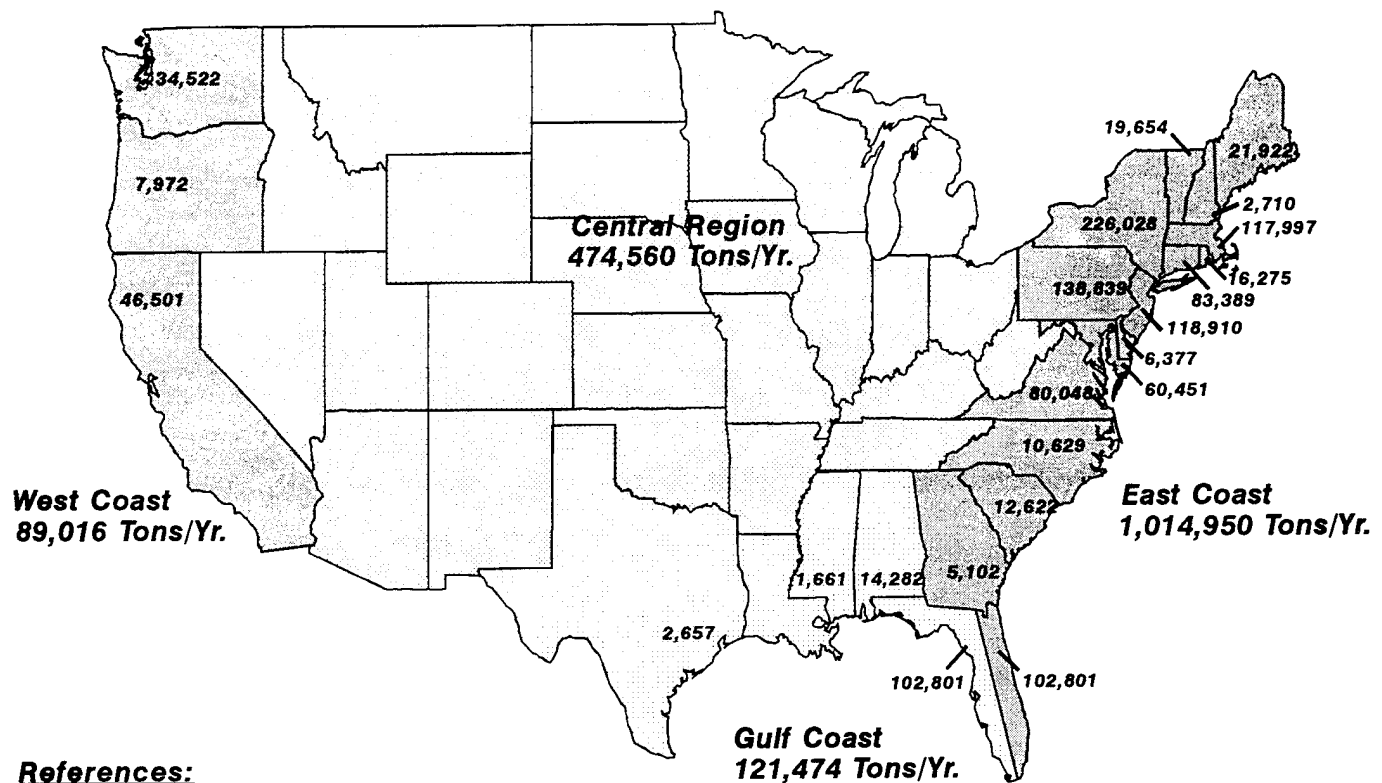 34,522
19,654
21,922
7,972
2,710
226,028
117,997
Central Region
474,560 Tons/Yr.
16,275
46,501
138,839
83,389
118,910
6,377
80,048
60,451
10,629
West Coast
89,016 Tons/Yr.
East Coast
1,014,950 Tons/Yr.
12,622
1,661
14,282
5,102
2,657
102,801
102,801
Gulf Coast
121,474 Tons/Yr.
References: